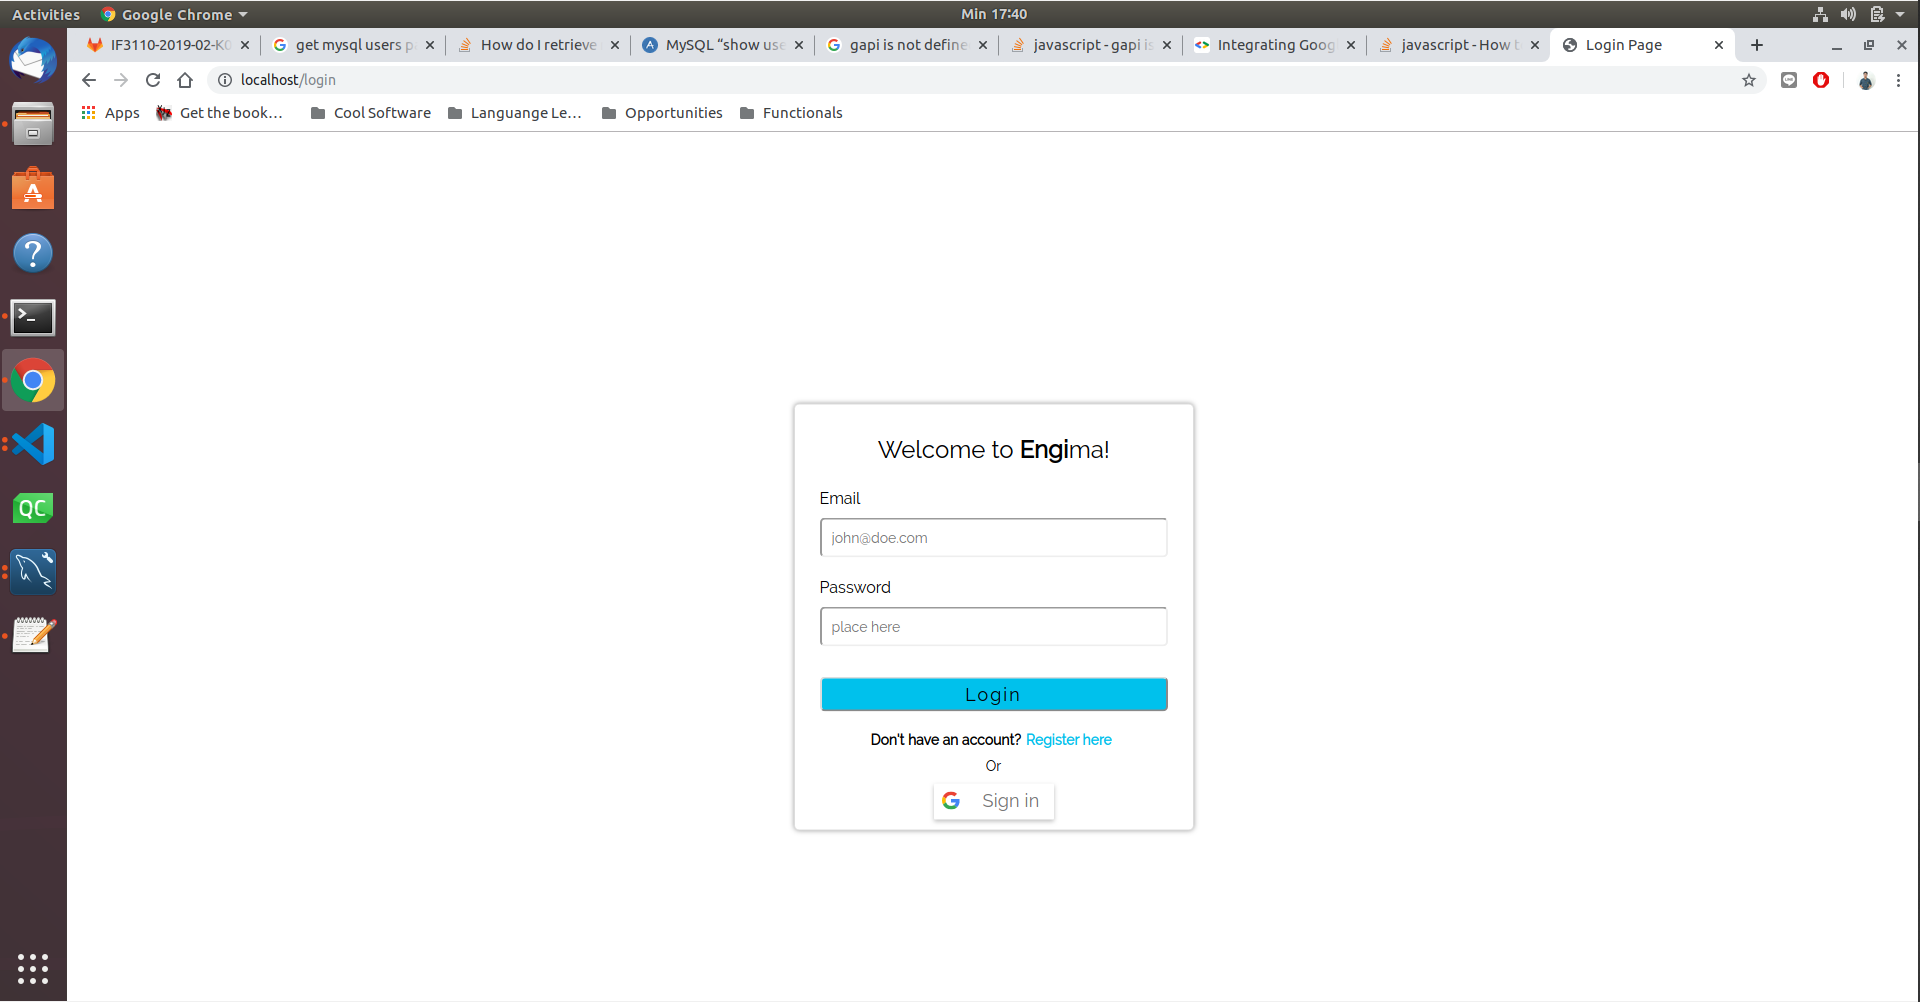 Activities Google Chrome Min 17:40
IF3110-2019-02-K0 get mysql users p How do I retrieve MySQL “show use gapi is not define javascript - gapi is Integrating Goog javascript - How t Login Page
localhost/login
Apps Get the book… Cool Software Languange Le… Opportunities Functionals
Welcome to Engima!
Email
john@doe.com
Password
place here
Login
Don't have an account? Register here
Or
Sign in
QC